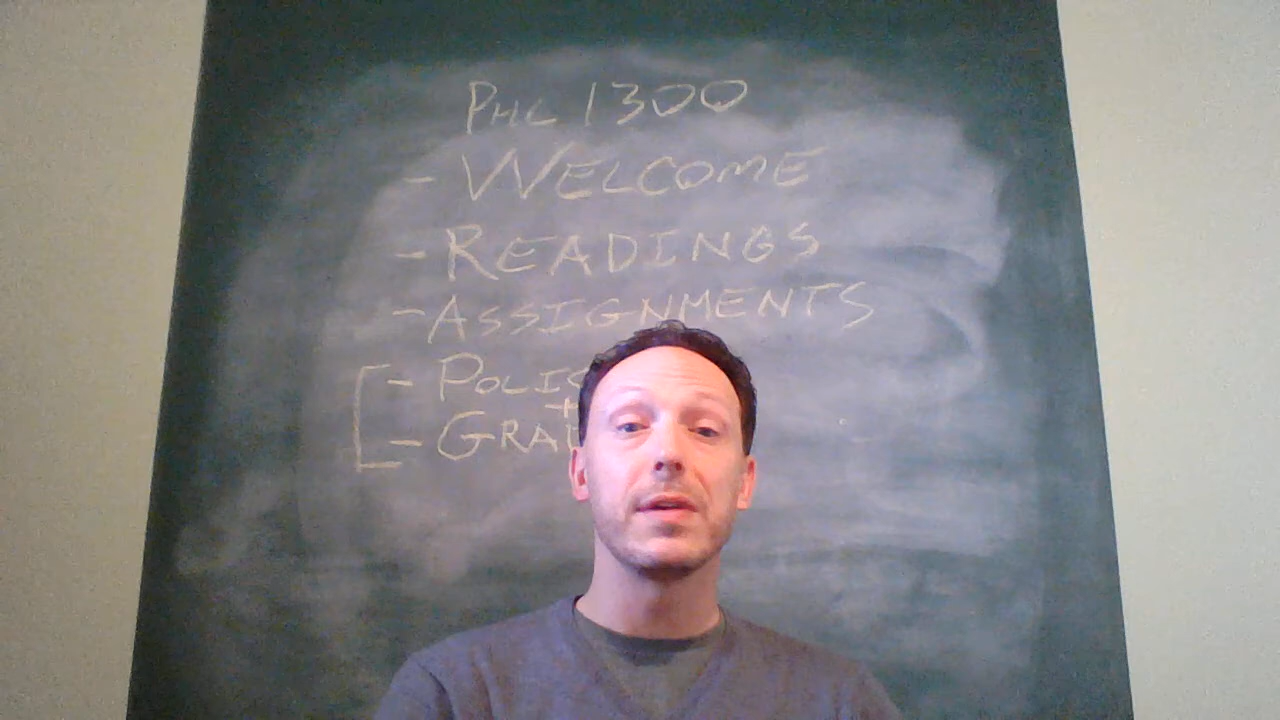 PHL 1300
- WELCOME
- READINGS
- ASSIGNMENTS
-
+
-